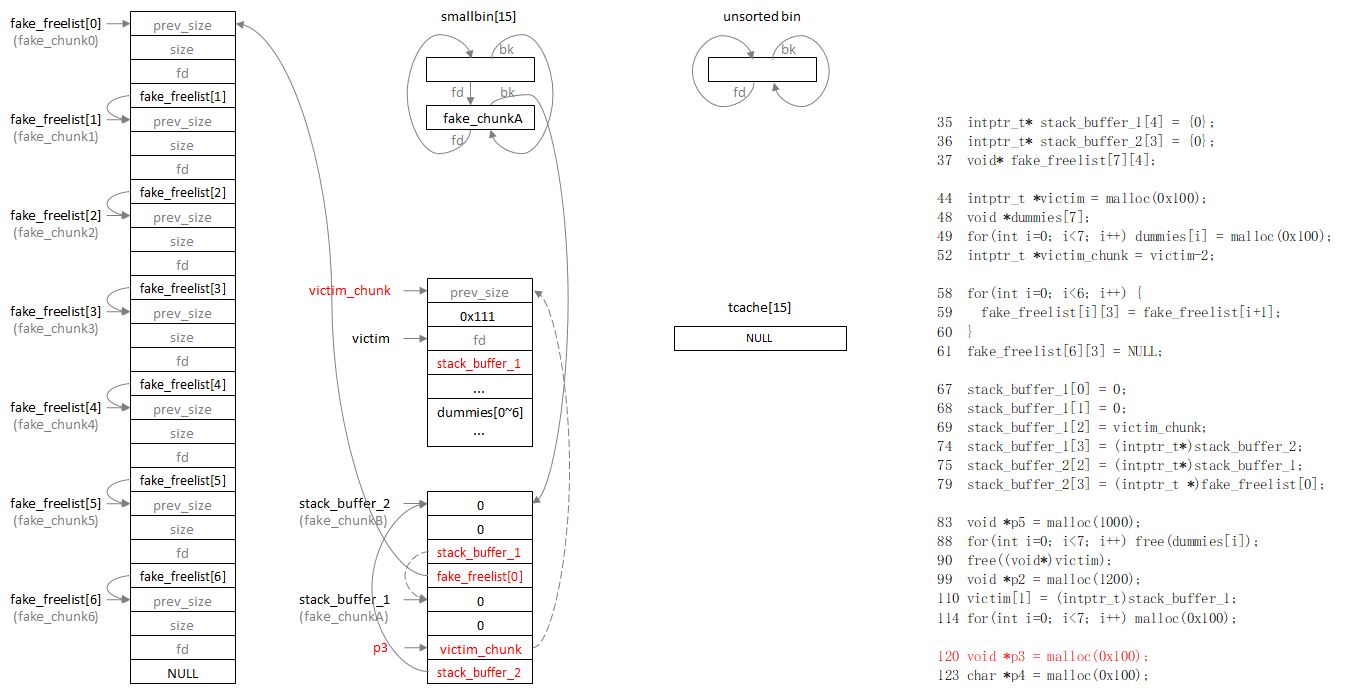 fake_freelist[0]
(fake_chunk0)
prev_size
size
fd
fake_freelist[1]
fake_freelist[1]
(fake_chunk1)
prev_size
size
fd
fake_freelist[2]
fake_freelist[2]
(fake_chunk2)
prev_size
size
fd
fake_freelist[3]
fake_freelist[3]
(fake_chunk3)
prev_size
size
fd
fake_freelist[4]
fake_freelist[4]
(fake_chunk4)
prev_size
size
fd
fake_freelist[5]
fake_freelist[5]
(fake_chunk5)
prev_size
size
fd
fake_freelist[6]
fake_freelist[6]
(fake_chunk6)
prev_size
size
fd
NULL
smallbin[15]
bk
fd
bk
fake_chunkA
fd
victim_chunk
prev_size
0x111
victim
fd
stack_buffer_1
...
dummies[0~6]
...
stack_buffer_2
(fake_chunkB)
0
0
stack_buffer_1
fake_freelist[0]
stack_buffer_1
(fake_chunkA)
0
0
p3
victim_chunk
stack_buffer_2
unsorted bin
bk
fd
tcache[15]
NULL
35 intptr_t* stack_buffer_1[4] = {0};
36 intptr_t* stack_buffer_2[3] = {0};
37 void* fake_freelist[7][4];
44 intptr_t *victim = malloc(0x100);
48 void *dummies[7];
49 for(int i=0; i<7; i++) dummies[i] = malloc(0x100);
52 intptr_t *victim_chunk = victim-2;
58 for(int i=0; i<6; i++) {
59 fake_freelist[i][3] = fake_freelist[i+1];
60 }
61 fake_freelist[6][3] = NULL;
67 stack_buffer_1[0] = 0;
68 stack_buffer_1[1] = 0;
69 stack_buffer_1[2] = victim_chunk;
74 stack_buffer_1[3] = (intptr_t*)stack_buffer_2;
75 stack_buffer_2[2] = (intptr_t*)stack_buffer_1;
79 stack_buffer_2[3] = (intptr_t *)fake_freelist[0];
83 void *p5 = malloc(1000);
88 for(int i=0; i<7; i++) free(dummies[i]);
90 free((void*)victim);
99 void *p2 = malloc(1200);
110 victim[1] = (intptr_t)stack_buffer_1;
114 for(int i=0; i<7; i++) malloc(0x100);
120 void *p3 = malloc(0x100);
123 char *p4 = malloc(0x100);